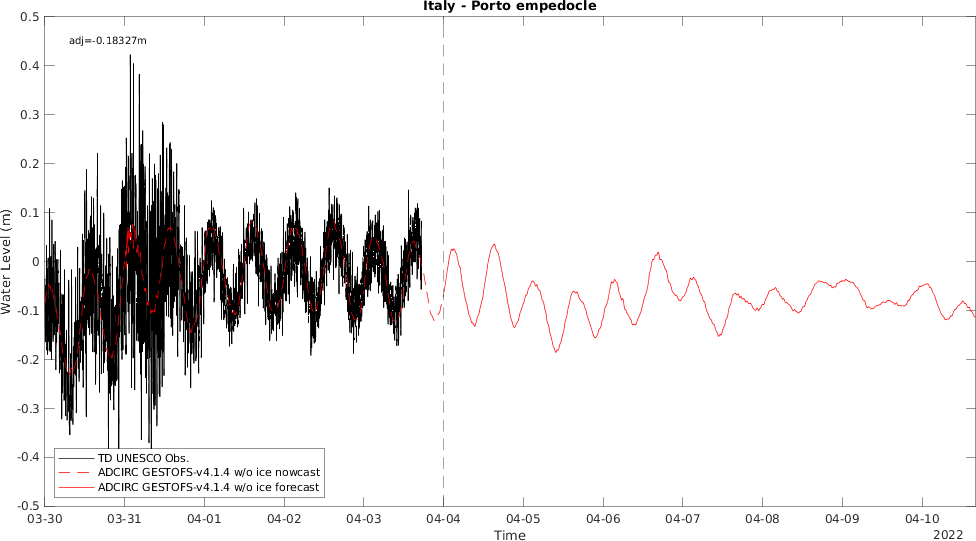 Italy - Porto empedocle
adj=-0.18327m
0.5
0.4
0.3
0.2
0.1
0
-0.1
-0.2
-0.3
-0.4
-0.5
Water Level (m)
TD UNESCO Obs.
ADCIRC GESTOFS-v4.1.4 w/o ice nowcast
ADCIRC GESTOFS-v4.1.4 w/o ice forecast
03-30 03-31 04-01 04-02 04-03 04-04 04-05 04-06 04-07 04-08 04-09 04-10
Time
2022